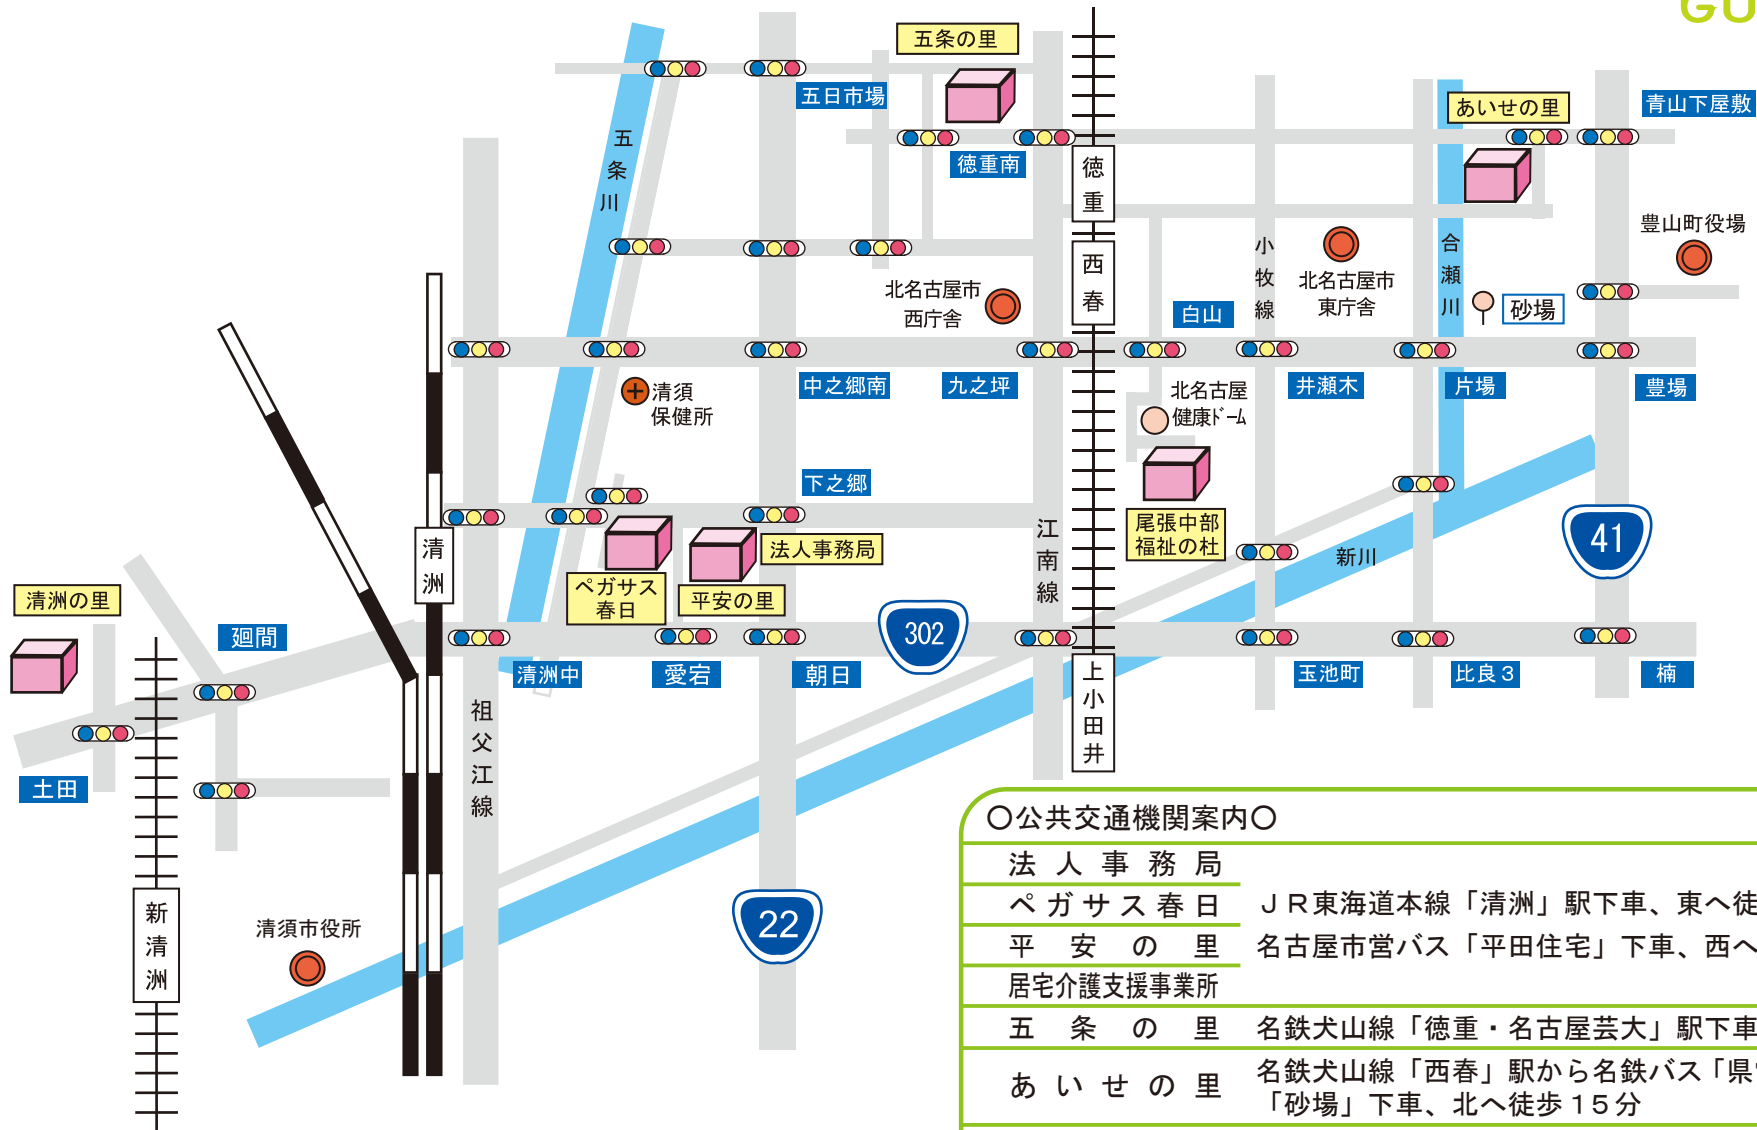 GU
五条の里
五日市場
あいせの里
青山下屋敷
五条川
徳重南
徳重
豊山町役場
西春
小牧線
合瀬川
北名古屋市
西庁舎
北名古屋市
東庁舎
白山
砂場
清須
保健所
中之郷南
九之坪
北名古屋
健康ドーム
井瀬木
片場
豊場
下之郷
尾張中部
福祉の杜
41
清洲
江南線
法人事務局
新川
ペガサス
春日
平安の里
清洲の里
廻間
302
清洲中
愛宕
朝日
上小田井
玉池町
比良3
楠
祖父江線
土田
新清洲
清須市役所
22
○公共交通機関案内○
法人事務局
ペガサス春日
JR東海道本線「清洲」駅下車、東へ徒
平安の里
名古屋市営バス「平田住宅」下車、西へ
居宅介護支援事業所
五条の里
名鉄犬山線「徳重・名古屋芸大」駅下車
あいせの里
名鉄犬山線「西春」駅から名鉄バス「県営
「砂場」下車、北へ徒歩15分